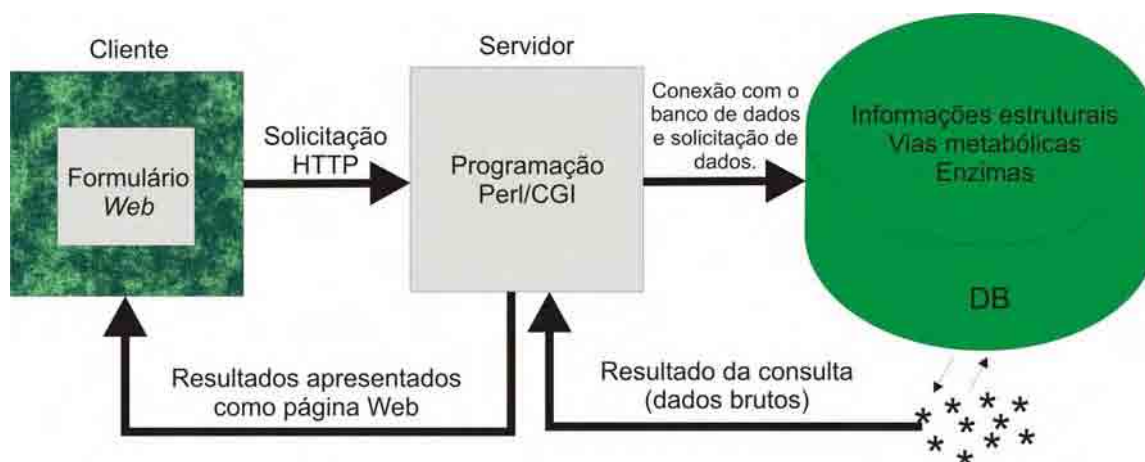 Cliente
Servidor
Formulário
Web
Solicitação
HTTP
Programação
Perl/CGI
Conexão com o
banco de dados
e solicitação de
dados.
Informações estruturais
Vias metabólicas
Enzimas
DB
Resultados apresentados
como página Web
Resultado da consulta
(dados brutos)